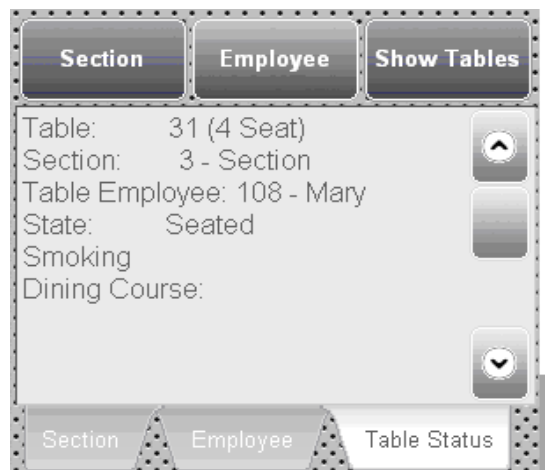 Section Employee Show Tables
Table: 31 (4 Seat)
Section: 3 - Section
Table Employee: 108 - Mary
State: Seated
Smoking
Dining Course:
Section Employee Table Status